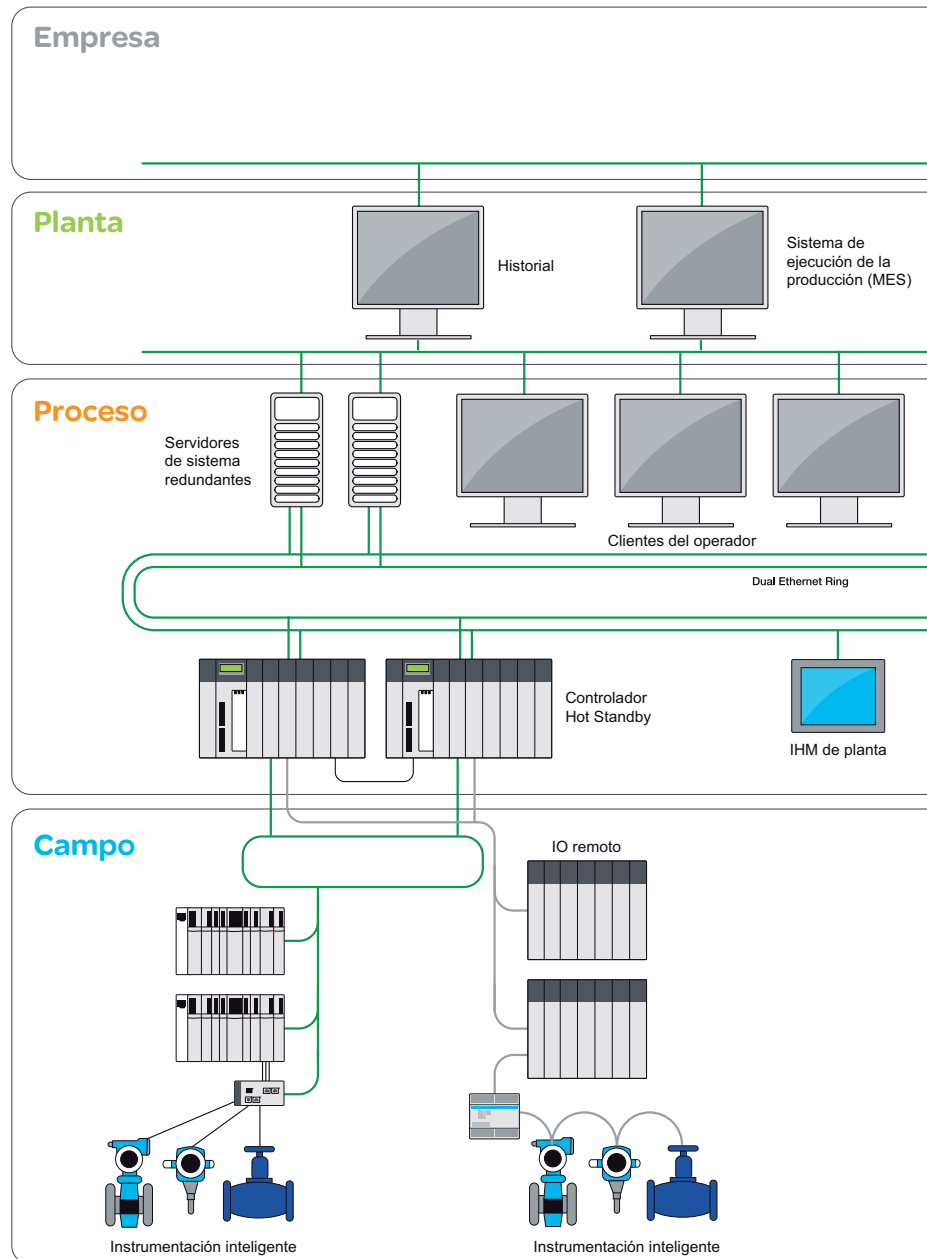 Empresa
Planta
Historial
Sistema de
ejecución de la
producción (MES)
Proceso
Servidores
de sistema
redundantes
Clientes del operador
Dual Ethernet Ring
Controlador
Hot Standby
IHM de planta
Campo
IO remoto
Instrumentación inteligente
Instrumentación inteligente